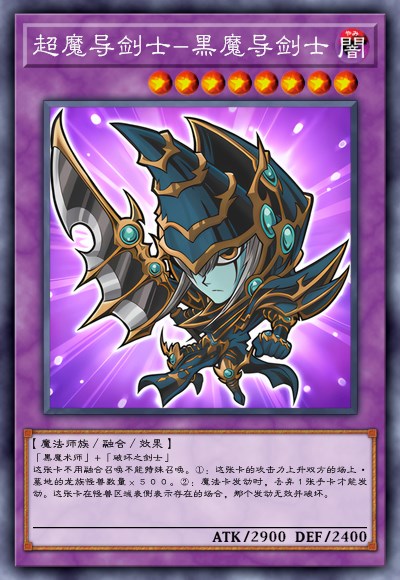 超魔导剑士-黑魔导剑士
やみ
闇
【魔法师族/融合/效果】
「黑魔术师」+「破坏之剑士」
这张卡不用融合召唤不能特殊召唤。①：这张卡的攻击力上升双方的场上·
墓地的龙族怪兽数量×５００。②：魔法卡发动时，丢弃１张手卡才能发
动。这张卡在怪兽区域表侧表示存在的场合，那个发动无效并破坏。
ATK/2900 DEF/2400